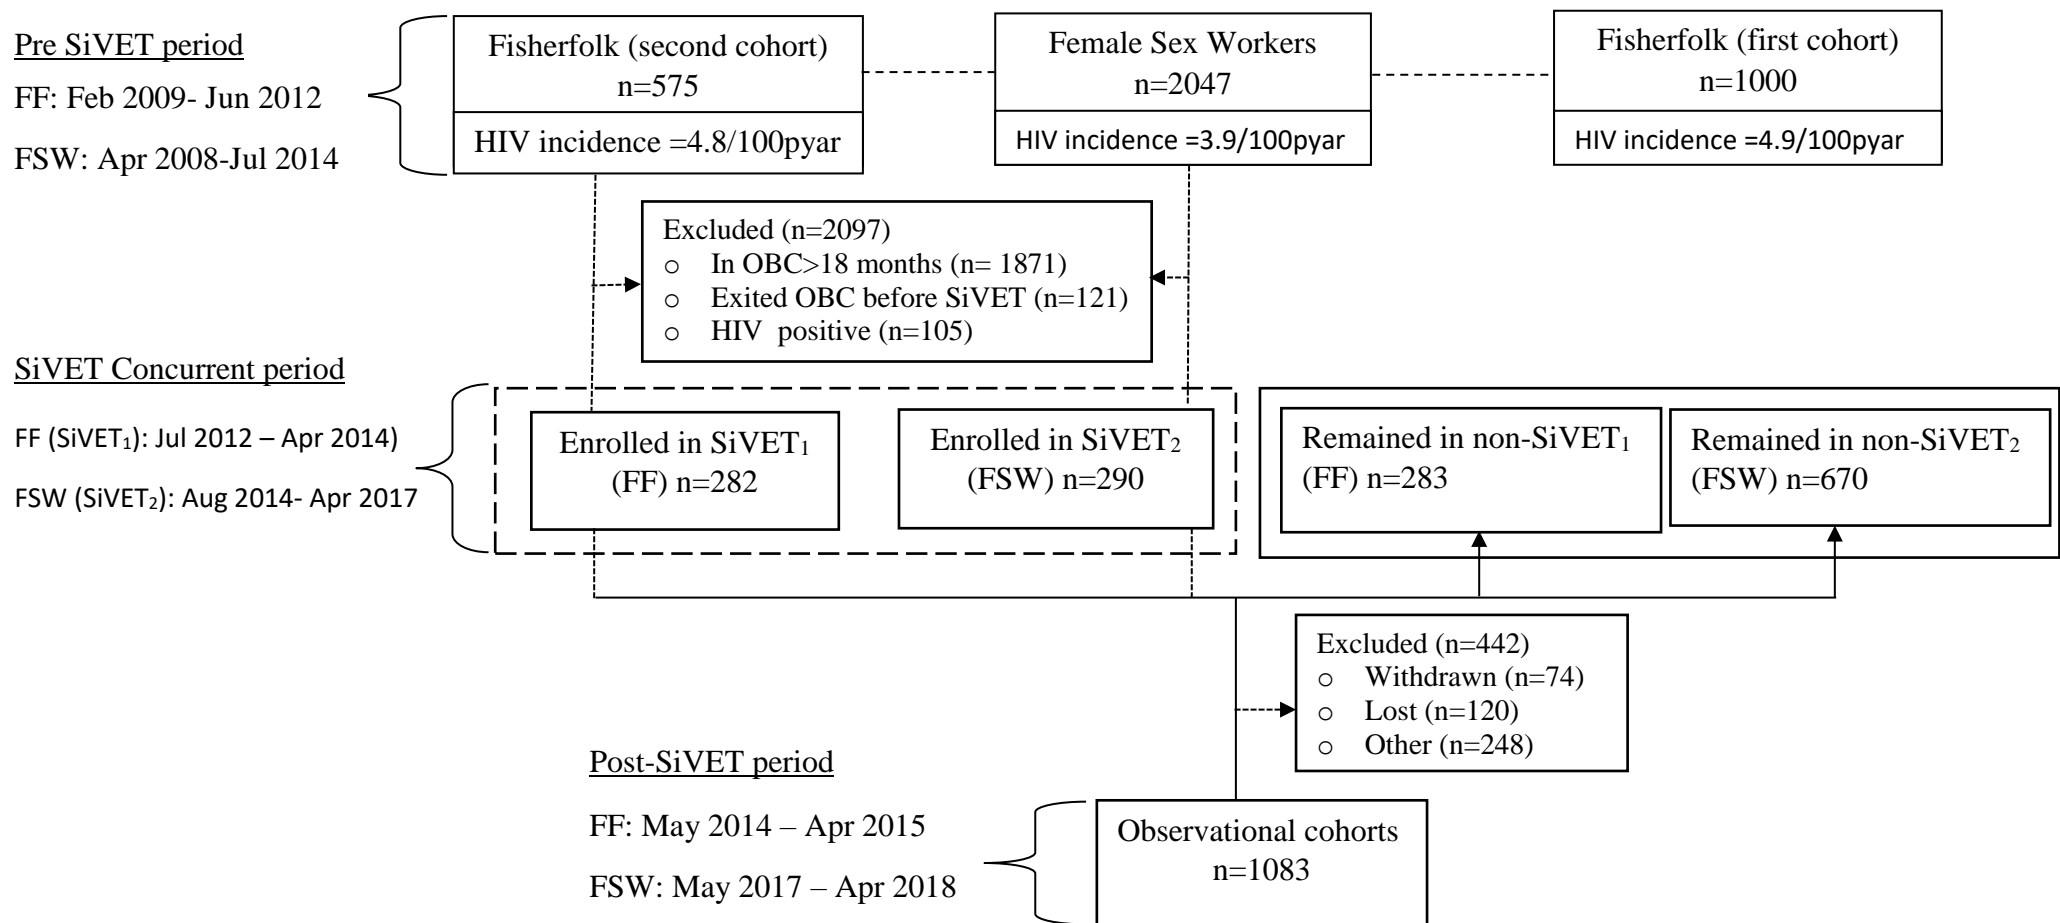 Pre SiVET period
FF: Feb 2009- Jun 2012
FSW: Apr 2008-Jul 2014
Fisherfolk (second cohort)
n=575
HIV incidence =4.8/100pyar
Female Sex Workers
n=2047
HIV incidence =3.9/100pyar
Fisherfolk (first cohort)
n=1000
HIV incidence =4.9/100pyar
Excluded (n=2097)
o In OBC>18 months (n= 1871)
o Exited OBC before SiVET (n=121)
o HIV positive (n=105)
SiVET Concurrent period
FF (SiVET₁): Jul 2012 – Apr 2014)
FSW (SiVET₂): Aug 2014- Apr 2017
Enrolled in SiVET₁
(FF) n=282
Enrolled in SiVET₂
(FSW) n=290
Remained in non-SiVET₁
(FF) n=283
Remained in non-SiVET₂
(FSW) n=670
Excluded (n=442)
o Withdrawn (n=74)
o Lost (n=120)
o Other (n=248)
Post-SiVET period
FF: May 2014 – Apr 2015
FSW: May 2017 – Apr 2018
Observational cohorts
n=1083